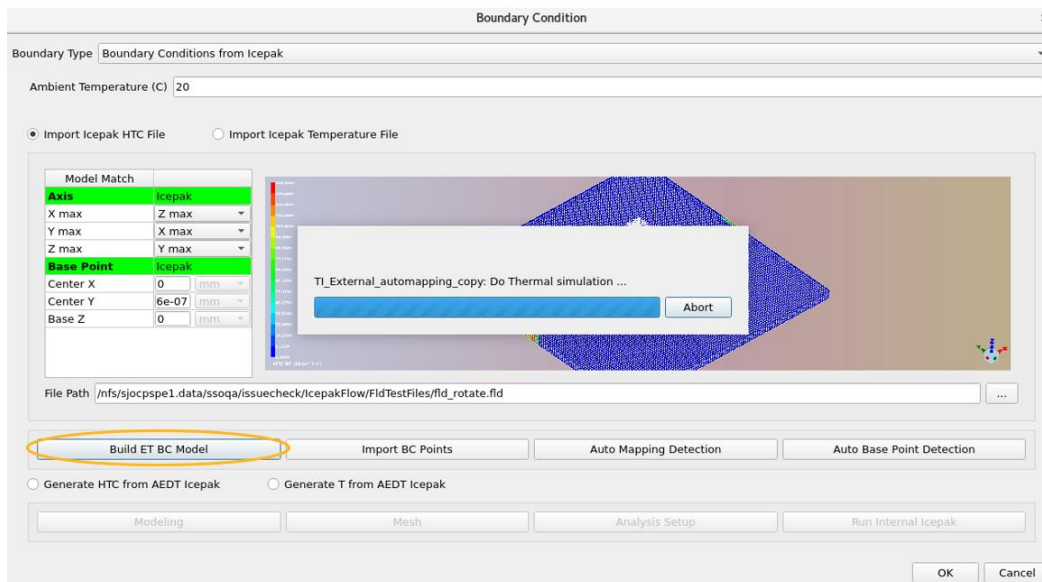 Boundary Condition
Boundary Type Boundary Conditions from Icepak
Ambient Temperature (C) 20
Import Icepak HTC File Import Icepak Temperature File
Model Match
Axis Icepak
X max Z max
Y max X max
Z max Y max
Base Point Icepak
Center X 0 mm
Center Y 6e-07 mm
Base Z 0 mm
TI_External_automapping_copy: Do Thermal simulation ...
Abort
File Path /nfs/sjocpspe1.data/ssoqa/issuecheck/IcepakFlow/FldTestFiles/fld_rotate.fld ...
Build ET BC Model Import BC Points Auto Mapping Detection Auto Base Point Detection
Generate HTC from AEDT Icepak Generate T from AEDT Icepak
Modeling Mesh Analysis Setup Run Internal Icepak
OK Cancel